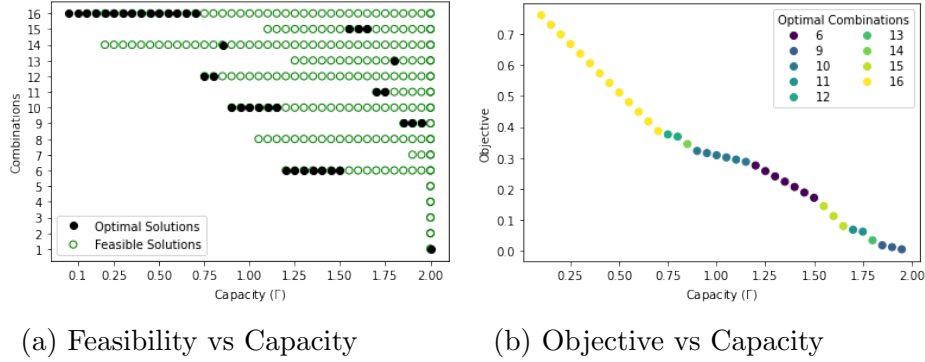 16
15
14
13
12
11
10
9
8
7
6
5
4
3
2
1
Combinations
Optimal Solutions
Feasible Solutions
0.1 0.25 0.50 0.75 1.00 1.25 1.50 1.75 2.00
Capacity (Γ)
(a) Feasibility vs Capacity
0.7
0.6
0.5
0.4
0.3
0.2
0.1
0.0
Objective
Optimal Combinations
6 13
9 14
10 15
11 16
12
0.25 0.50 0.75 1.00 1.25 1.50 1.75 2.00
Capacity (Γ)
(b) Objective vs Capacity